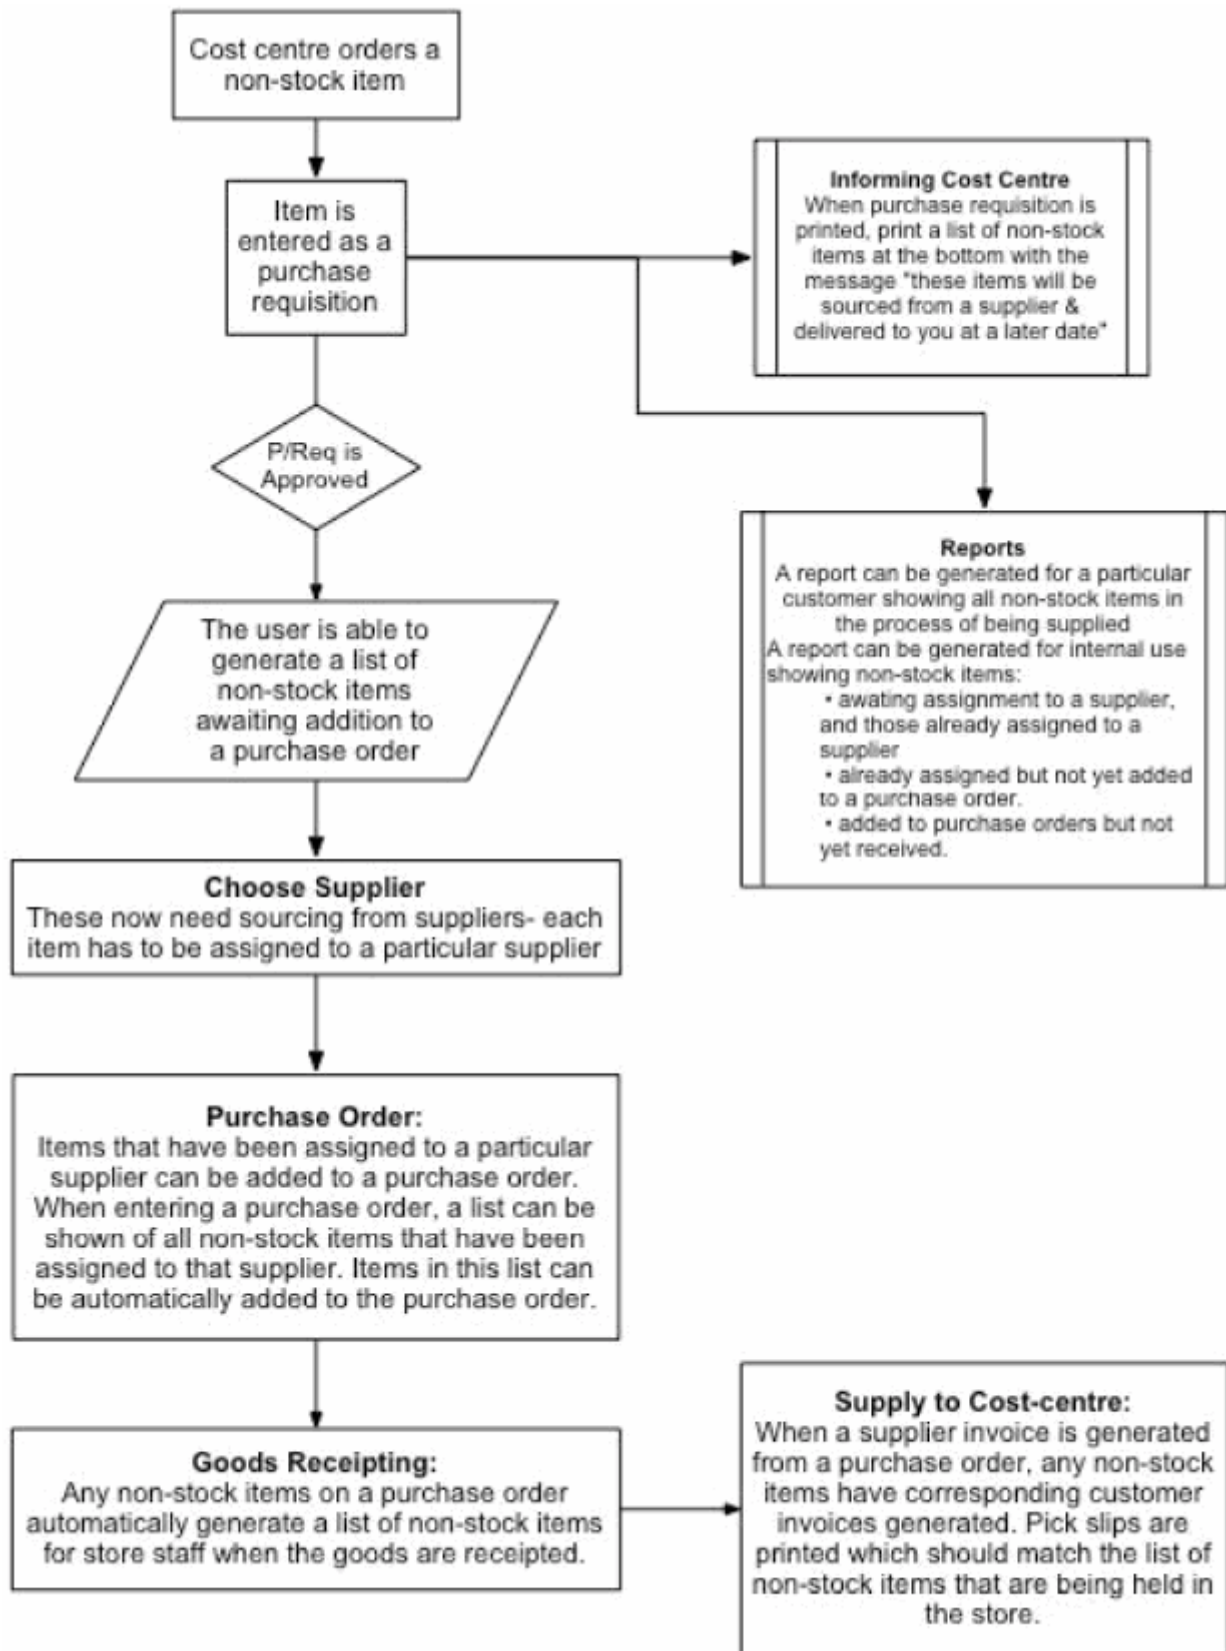 Cost centre orders a
non-stock item
Item is
entered as a
purchase
requisition
Informing Cost Centre
When purchase requisition is
printed, print a list of non-stock
items at the bottom with the
message "these items will be
sourced from a supplier &
delivered to you at a later date"
P/Req is
Approved
Reports
A report can be generated for a particular
customer showing all non-stock items in
the process of being supplied
A report can be generated for internal use
showing non-stock items:
• awating assignment to a supplier,
and those already assigned to a
supplier
• already assigned but not yet added
to a purchase order.
• added to purchase orders but not
yet received.
The user is able to
generate a list of
non-stock items
awaiting addition to
a purchase order
Choose Supplier
These now need sourcing from suppliers- each
item has to be assigned to a particular supplier
Purchase Order:
Items that have been assigned to a particular
supplier can be added to a purchase order.
When entering a purchase order, a list can be
shown of all non-stock items that have been
assigned to that supplier. Items in this list can
be automatically added to the purchase order.
Goods Receipting:
Any non-stock items on a purchase order
automatically generate a list of non-stock items
for store staff when the goods are receipted.
Supply to Cost-centre:
When a supplier invoice is generated
from a purchase order, any non-stock
items have corresponding customer
invoices generated. Pick slips are
printed which should match the list of
non-stock items that are being held in
the store.